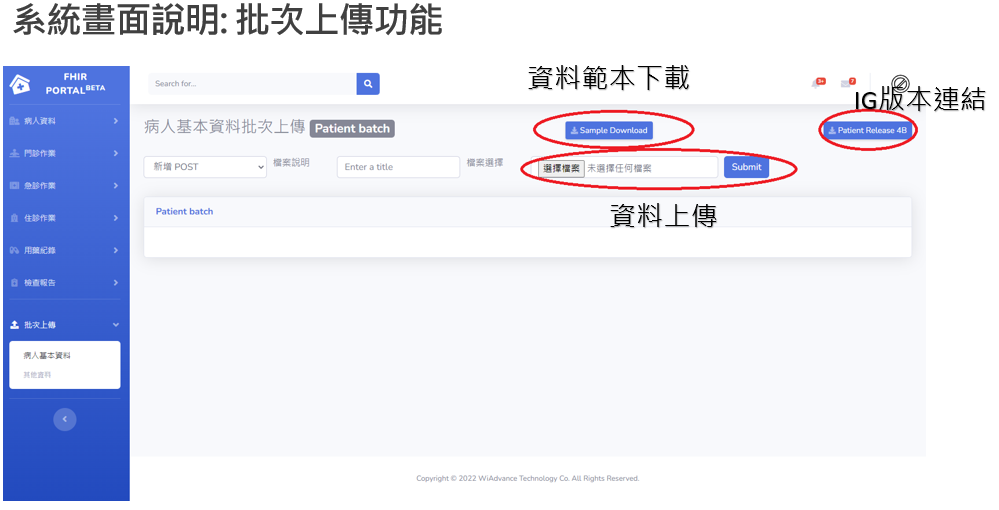 系統畫面說明: 批次上傳功能
資料範本下載
FHIR
PORTAL BETA
Search for...
3+
7
IG版本連結
病人資料
病人基本資料批次上傳 Patient batch
Sample Download
Patient Release 4B
門診作業
新增 POST
檔案說明
Enter a title
檔案選擇
選擇檔案 未選擇任何檔案
Submit
急診作業
資料上傳
Patient batch
住診作業
用藥紀錄
檢查報告
批次上傳
病人基本資料
其他資料
Copyright © 2022 WiAdvance Technology Co. All Rights Reserved.